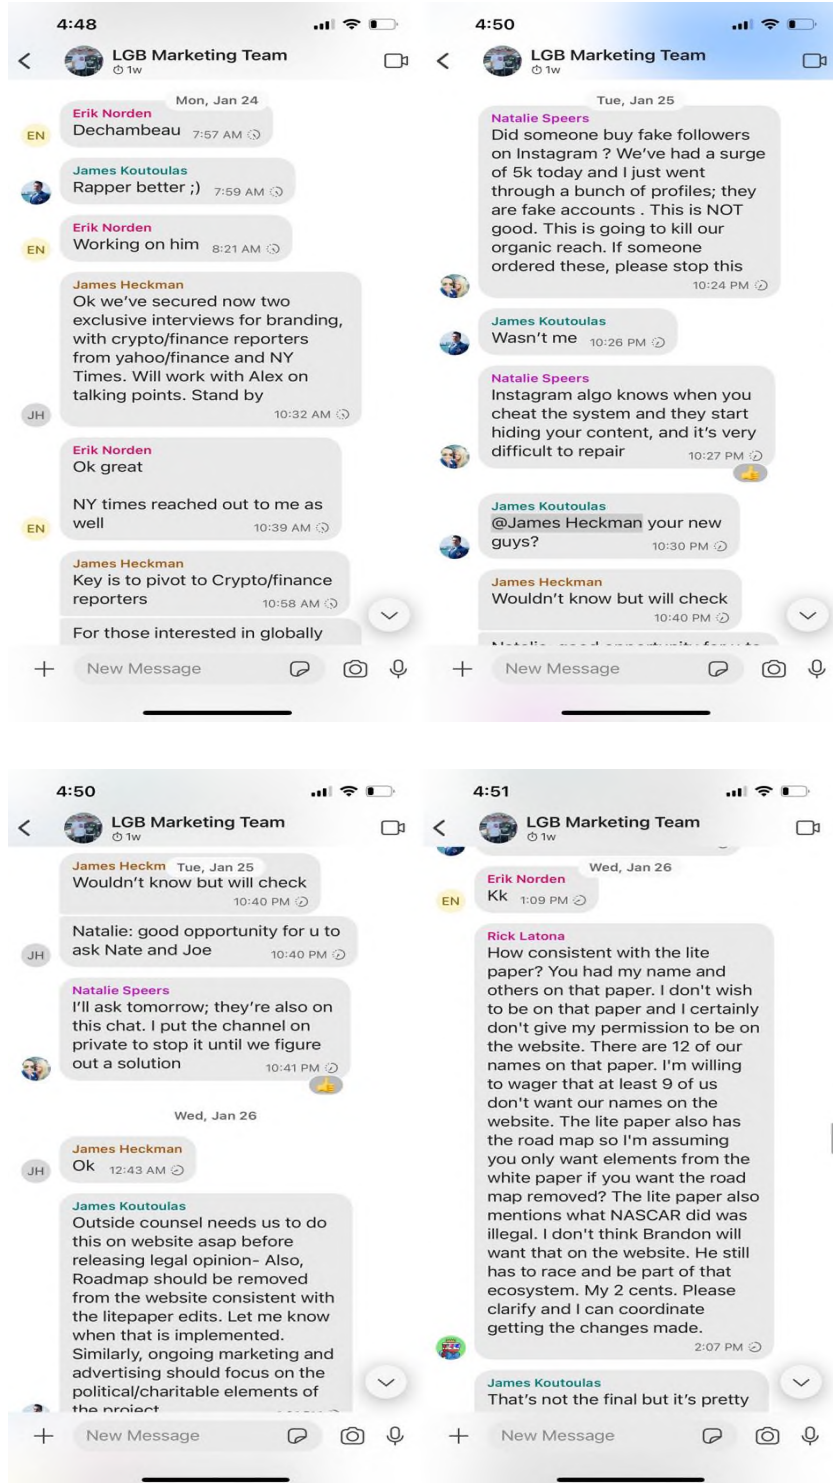 4:48
LGB Marketing Team
1w
Mon, Jan 24
Erik Norden
EN
Dechambeau 7:57 AM
James Koutoulas
Rapper better ;) 7:59 AM
Erik Norden
EN
Working on him 8:21 AM
James Heckman
Ok we've secured now two
exclusive interviews for branding,
with crypto/finance reporters
from yahoo/finance and NY
Times. Will work with Alex on
talking points. Stand by
JH
10:32 AM
Erik Norden
Ok great
NY times reached out to me as
well
EN
10:39 AM
James Heckman
Key is to pivot to Crypto/finance
reporters
10:58 AM
For those interested in globally
New Message
4:50
LGB Marketing Team
1w
Tue, Jan 25
Natalie Speers
Did someone buy fake followers
on Instagram ? We've had a surge
of 5k today and I just went
through a bunch of profiles; they
are fake accounts . This is NOT
good. This is going to kill our
organic reach. If someone
ordered these, please stop this
10:24 PM
James Koutoulas
Wasn't me 10:26 PM
Natalie Speers
Instagram algo knows when you
cheat the system and they start
hiding your content, and it's very
difficult to repair
10:27 PM
James Koutoulas
@James Heckman your new
guys?
10:30 PM
James Heckman
Wouldn't know but will check
10:40 PM
Natalie: good opportunity for u to
New Message
4:50
LGB Marketing Team
1w
James Heckm
Tue, Jan 25
Wouldn't know but will check
10:40 PM
Natalie: good opportunity for u to
ask Nate and Joe
10:40 PM
JH
Natalie Speers
I'll ask tomorrow; they're also on
this chat. I put the channel on
private to stop it until we figure
out a solution
10:41 PM
Wed, Jan 26
James Heckman
JH
Ok 12:43 AM
James Koutoulas
Outside counsel needs us to do
this on website asap before
releasing legal opinion- Also,
Roadmap should be removed
from the website consistent with
the litepaper edits. Let me know
when that is implemented.
Similarly, ongoing marketing and
advertising should focus on the
political/charitable elements of
the project
New Message
4:51
LGB Marketing Team
1w
Wed, Jan 26
Erik Norden
EN
Kk 1:09 PM
Rick Latona
How consistent with the lite
paper? You had my name and
others on that paper. I don't wish
to be on that paper and I certainly
don't give my permission to be on
the website. There are 12 of our
names on that paper. I'm willing
to wager that at least 9 of us
don't want our names on the
website. The lite paper also has
the road map so I'm assuming
you only want elements from the
white paper if you want the road
map removed? The lite paper also
mentions what NASCAR did was
illegal. I don't think Brandon will
want that on the website. He still
has to race and be part of that
ecosystem. My 2 cents. Please
clarify and I can coordinate
getting the changes made.
2:07 PM
James Koutoulas
That's not the final but it's pretty
New Message